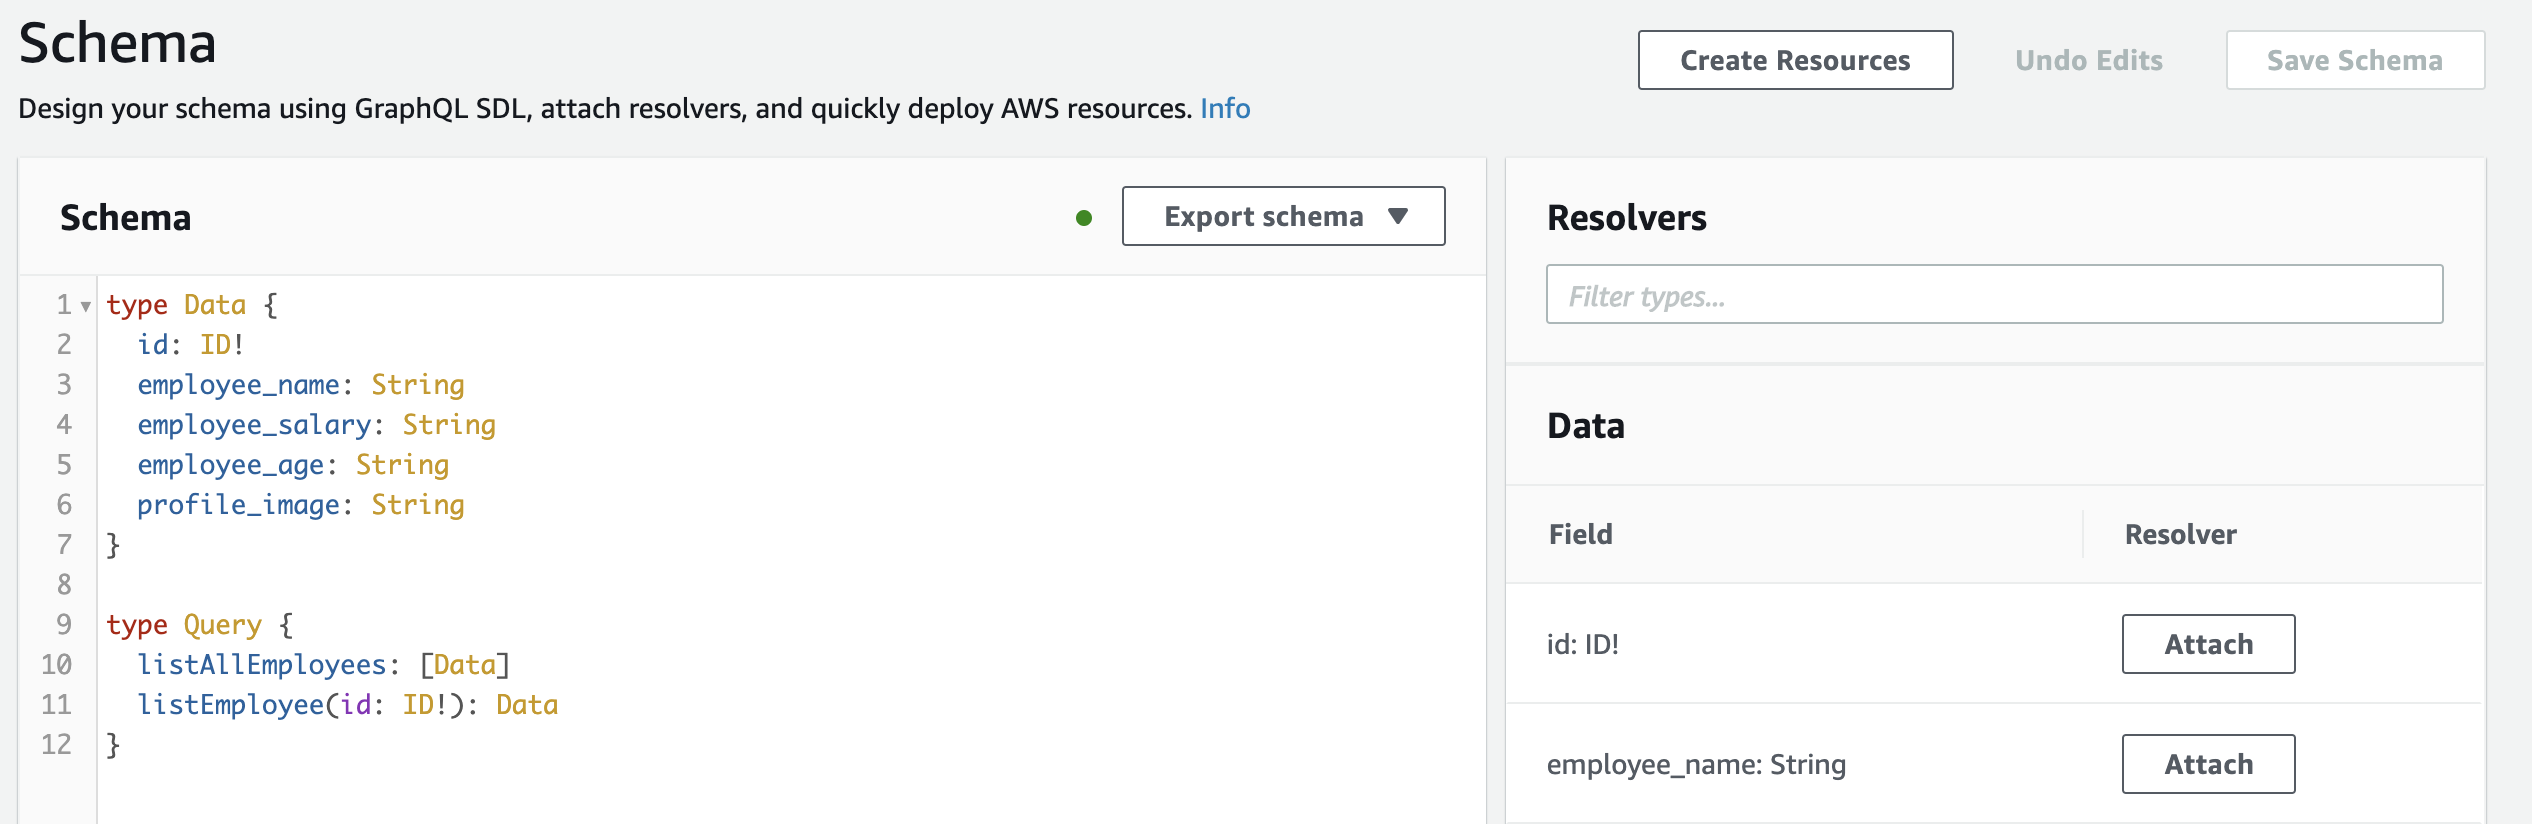 Schema
Create Resources
Undo Edits
Save Schema
Design your schema using GraphQL SDL, attach resolvers, and quickly deploy AWS resources. Info
Schema
Export schema
1 type Data {
2 id: ID!
3 employee_name: String
4 employee_salary: String
5 employee_age: String
6 profile_image: String
7 }
8
9 type Query {
10 listAllEmployees: [Data]
11 listEmployee(id: ID!): Data
12 }
Resolvers
Filter types...
Data
Field Resolver
id: ID! Attach
employee_name: String Attach